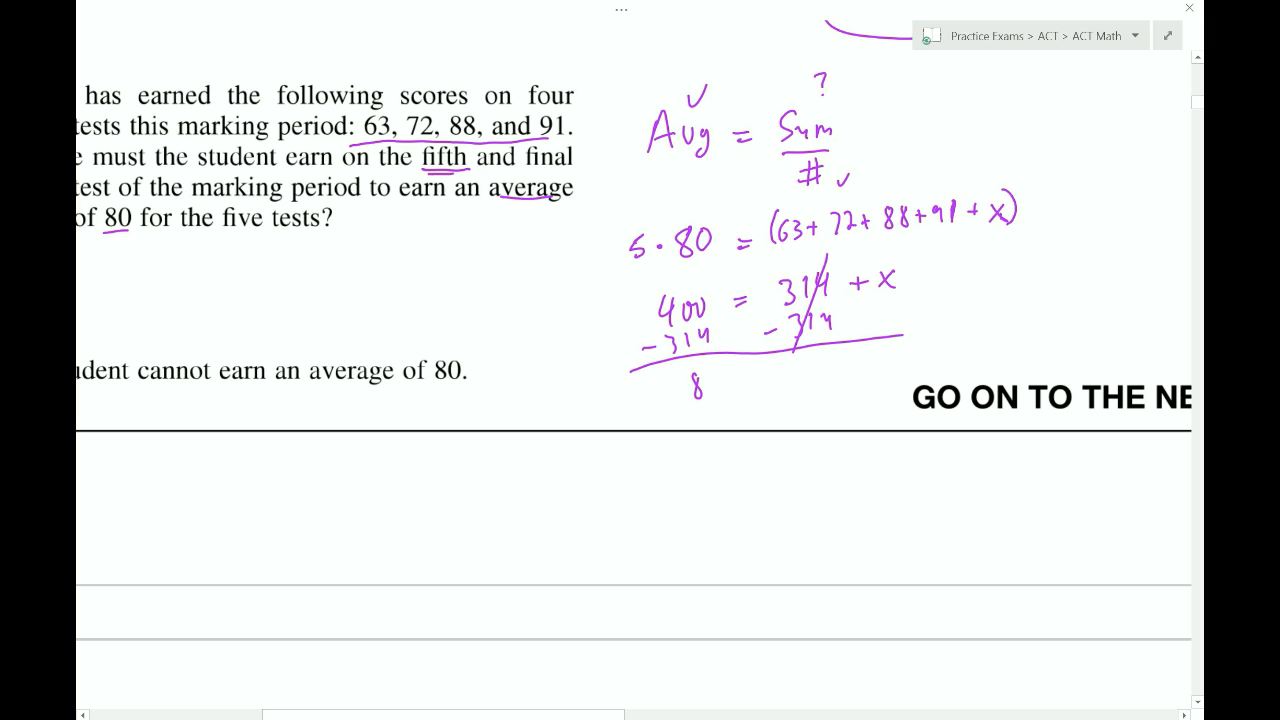 Practice Exams > ACT > ACT Math
has earned the following scores on four
tests this marking period: 63, 72, 88, and 91.
e must the student earn on the fifth and final
test of the marking period to earn an average
of 80 for the five tests?
udent cannot earn an average of 80.
GO ON TO THE NE
?
✓
Avg = Sum
# ✓
5 · 80 = (63+ 72+ 88+ 91 + x)
400 = 314 + x
-314 - 314
8